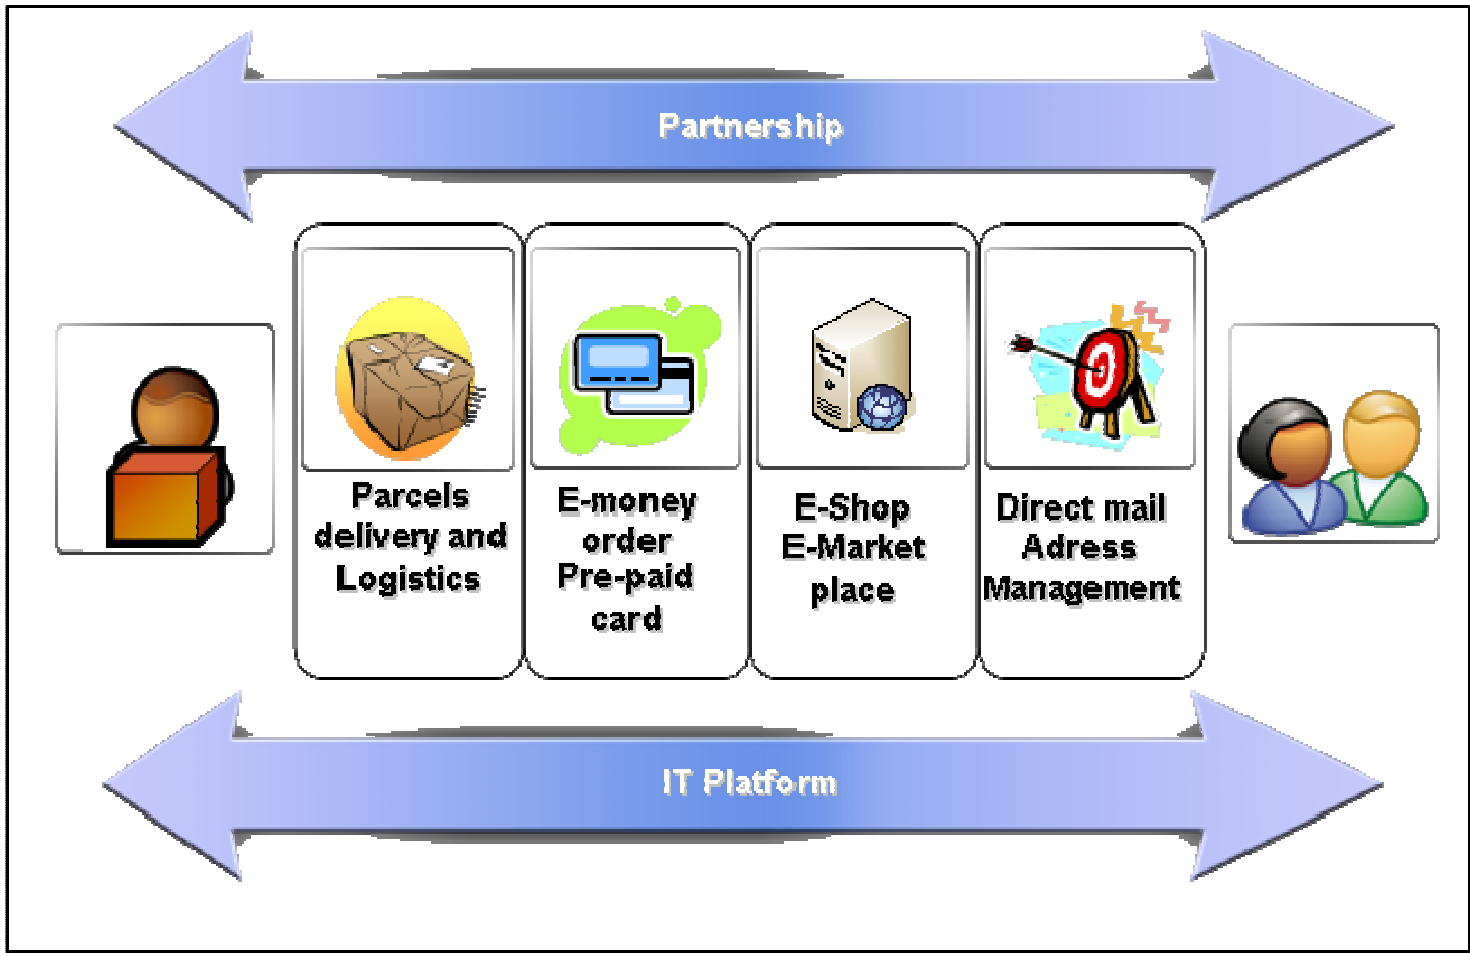 Partnership
Parcels
delivery and
Logistics
E-money
order
Pre-paid
card
E-Shop
E-Market
place
Direct mail
Adress
Management
IT Platform